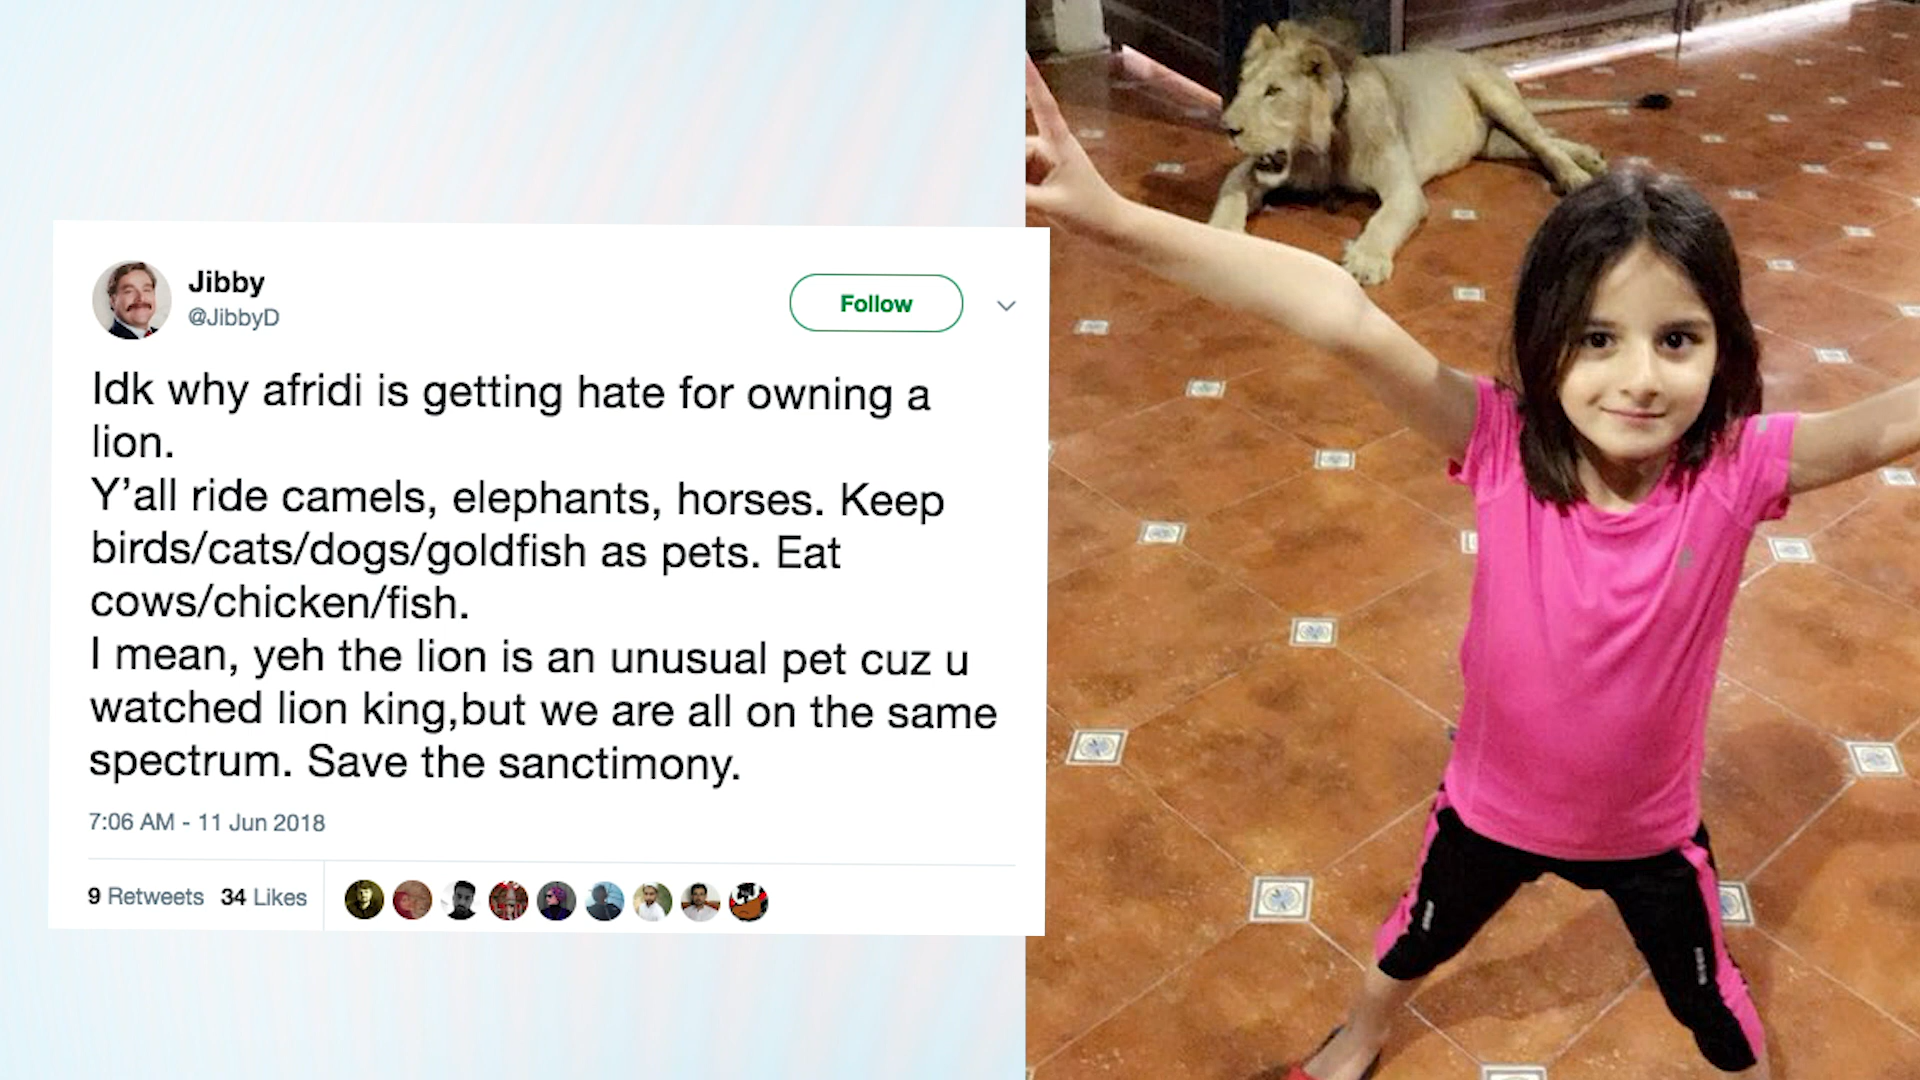 Jibby
@JibbyD
Follow
Idk why afridi is getting hate for owning a
lion.
Y’all ride camels, elephants, horses. Keep
birds/cats/dogs/goldfish as pets. Eat
cows/chicken/fish.
I mean, yeh the lion is an unusual pet cuz u
watched lion king,but we are all on the same
spectrum. Save the sanctimony.
7:06 AM - 11 Jun 2018
9 Retweets 34 Likes